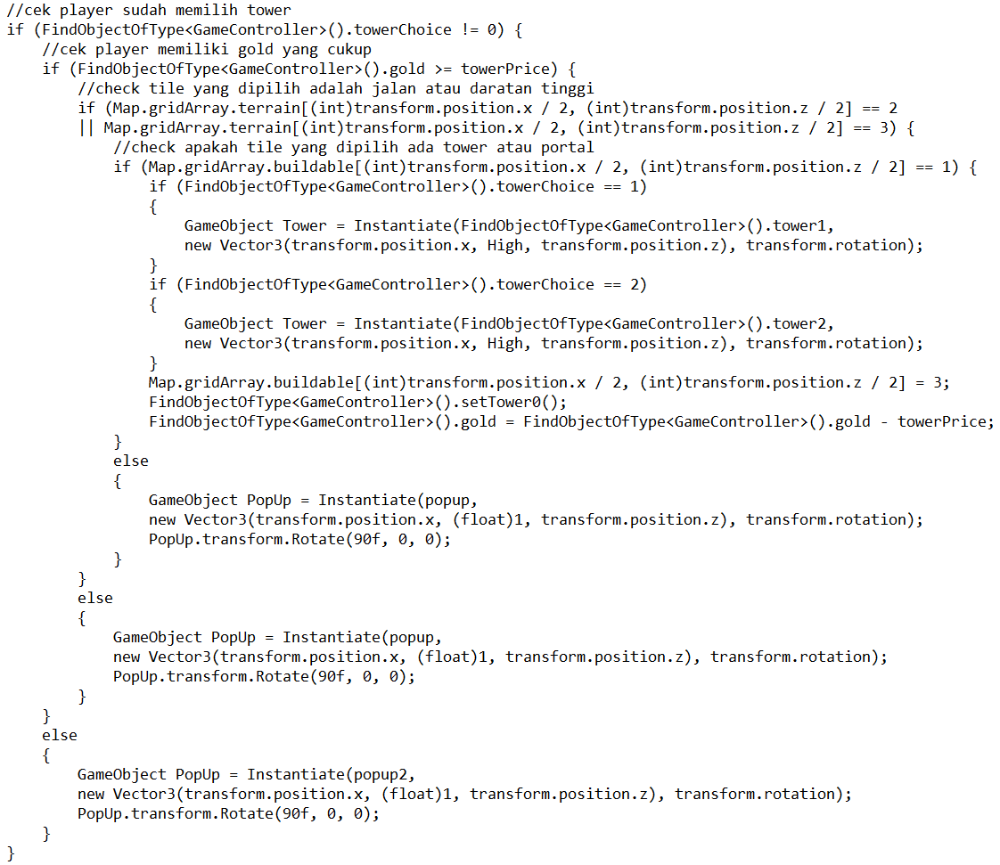 //cek player sudah memilih tower
if (FindObjectOfType<GameController>().towerChoice != 0) {
    //cek player memiliki gold yang cukup
    if (FindObjectOfType<GameController>().gold >= towerPrice) {
        //check tile yang dipilih adalah jalan atau daratan tinggi
        if (Map.gridArray.terrain[(int)transform.position.x / 2, (int)transform.position.z / 2] == 2
        || Map.gridArray.terrain[(int)transform.position.x / 2, (int)transform.position.z / 2] == 3) {
            //check apakah tile yang dipilih ada tower atau portal
            if (Map.gridArray.buildable[(int)transform.position.x / 2, (int)transform.position.z / 2] == 1) {
                if (FindObjectOfType<GameController>().towerChoice == 1)
                {
                    GameObject Tower = Instantiate(FindObjectOfType<GameController>().tower1,
                    new Vector3(transform.position.x, High, transform.position.z), transform.rotation);
                }
                if (FindObjectOfType<GameController>().towerChoice == 2)
                {
                    GameObject Tower = Instantiate(FindObjectOfType<GameController>().tower2,
                    new Vector3(transform.position.x, High, transform.position.z), transform.rotation);
                }
                Map.gridArray.buildable[(int)transform.position.x / 2, (int)transform.position.z / 2] = 3;
                FindObjectOfType<GameController>().setTower0();
                FindObjectOfType<GameController>().gold = FindObjectOfType<GameController>().gold - towerPrice;
            }
            else
            {
                GameObject PopUp = Instantiate(popup,
                new Vector3(transform.position.x, (float)1, transform.position.z), transform.rotation);
                PopUp.transform.Rotate(90f, 0, 0);
            }
        }
        else
        {
            GameObject PopUp = Instantiate(popup,
            new Vector3(transform.position.x, (float)1, transform.position.z), transform.rotation);
            PopUp.transform.Rotate(90f, 0, 0);
        }
    }
    else
    {
        GameObject PopUp = Instantiate(popup2,
        new Vector3(transform.position.x, (float)1, transform.position.z), transform.rotation);
        PopUp.transform.Rotate(90f, 0, 0);
    }
}